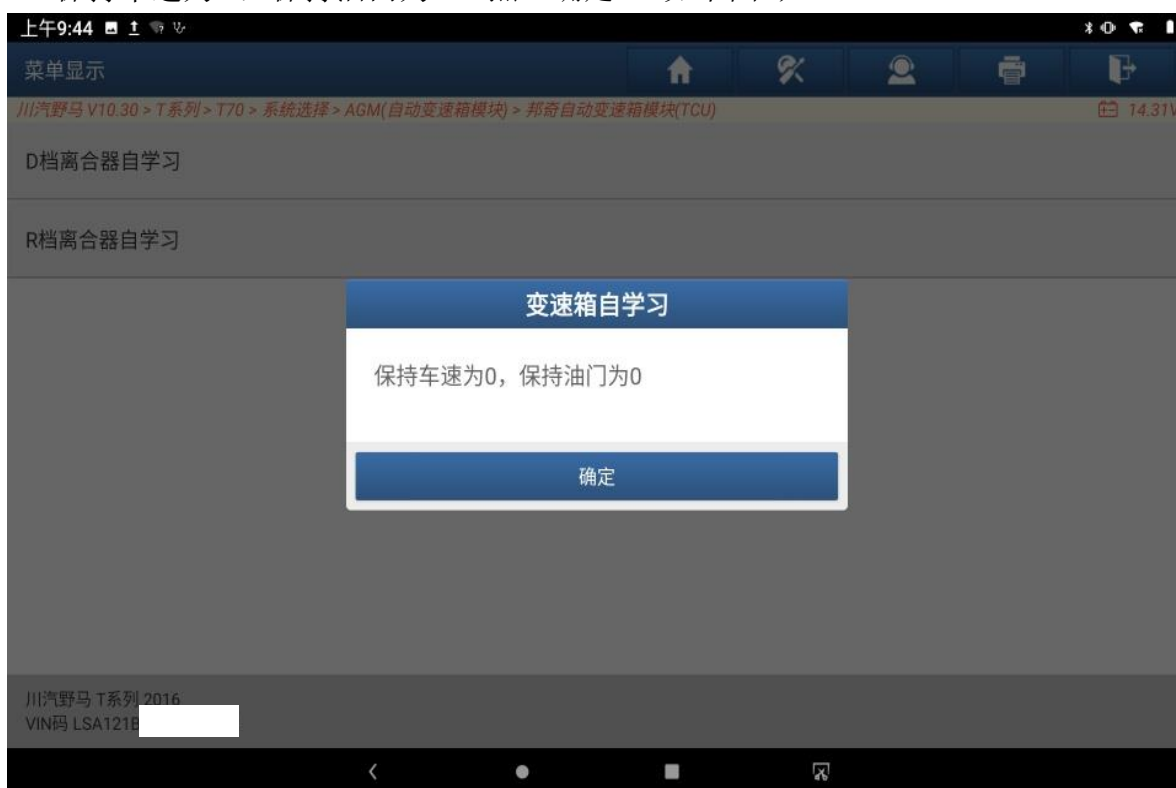 上午9:44
菜单显示
川汽野马 V10.30 > T系列 > T70 > 系统选择 > AGM(自动变速箱模块) > 邦奇自动变速箱模块(TCU)
14.31V
D档离合器自学习
R档离合器自学习
变速箱自学习
保持车速为0，保持油门为0
确定
川汽野马 T系列 2016
VIN码 LSA121B